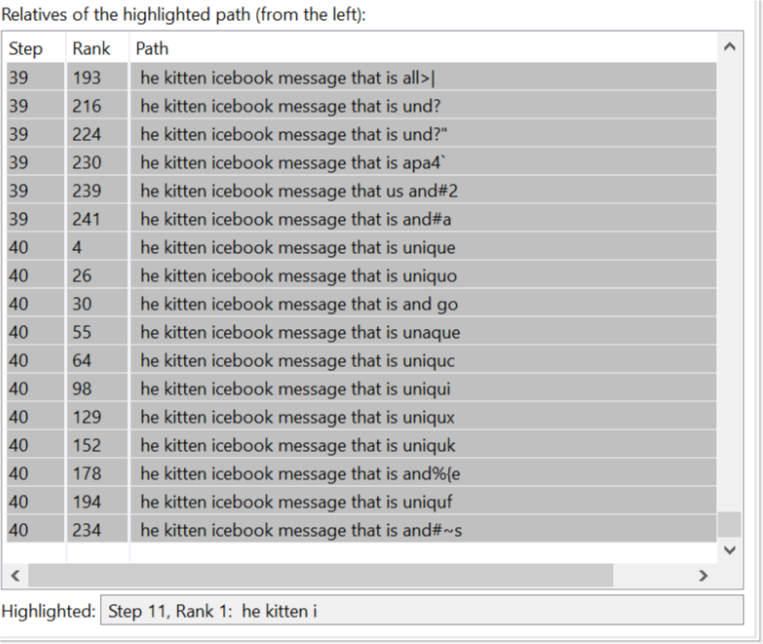 Relatives of the highlighted path (from the left):
Step Rank Path
39 193 he kitten icebook message that is all>|
39 216 he kitten icebook message that is und?
39 224 he kitten icebook message that is und?"
39 230 he kitten icebook message that is apa4`
39 239 he kitten icebook message that us and#2
39 241 he kitten icebook message that is and#a
40 4 he kitten icebook message that is unique
40 26 he kitten icebook message that is uniquo
40 30 he kitten icebook message that is and go
40 55 he kitten icebook message that is unaque
40 64 he kitten icebook message that is uniquc
40 98 he kitten icebook message that is uniqui
40 129 he kitten icebook message that is uniqux
40 152 he kitten icebook message that is uniquk
40 178 he kitten icebook message that is and%{e
40 194 he kitten icebook message that is uniquf
40 234 he kitten icebook message that is and#~s
Highlighted: Step 11, Rank 1: he kitten i